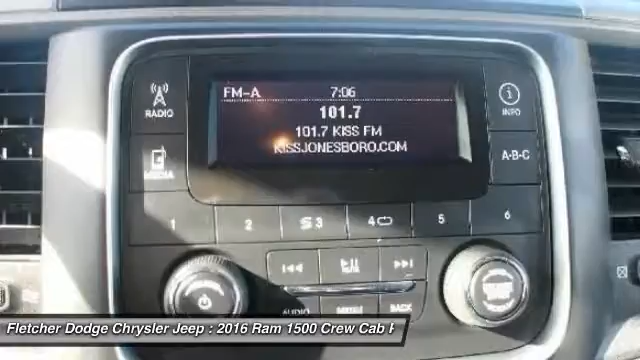 FM-A 7:06
101.7
101.7 KISS FM
KISSJONESBORO.COM
RADIO
INFO
MEDIA
A-B-C
1 2 3 4 5 6
AUDIO BACK
Fletcher Dodge Chrysler Jeep : 2016 Ram 1500 Crew Cab